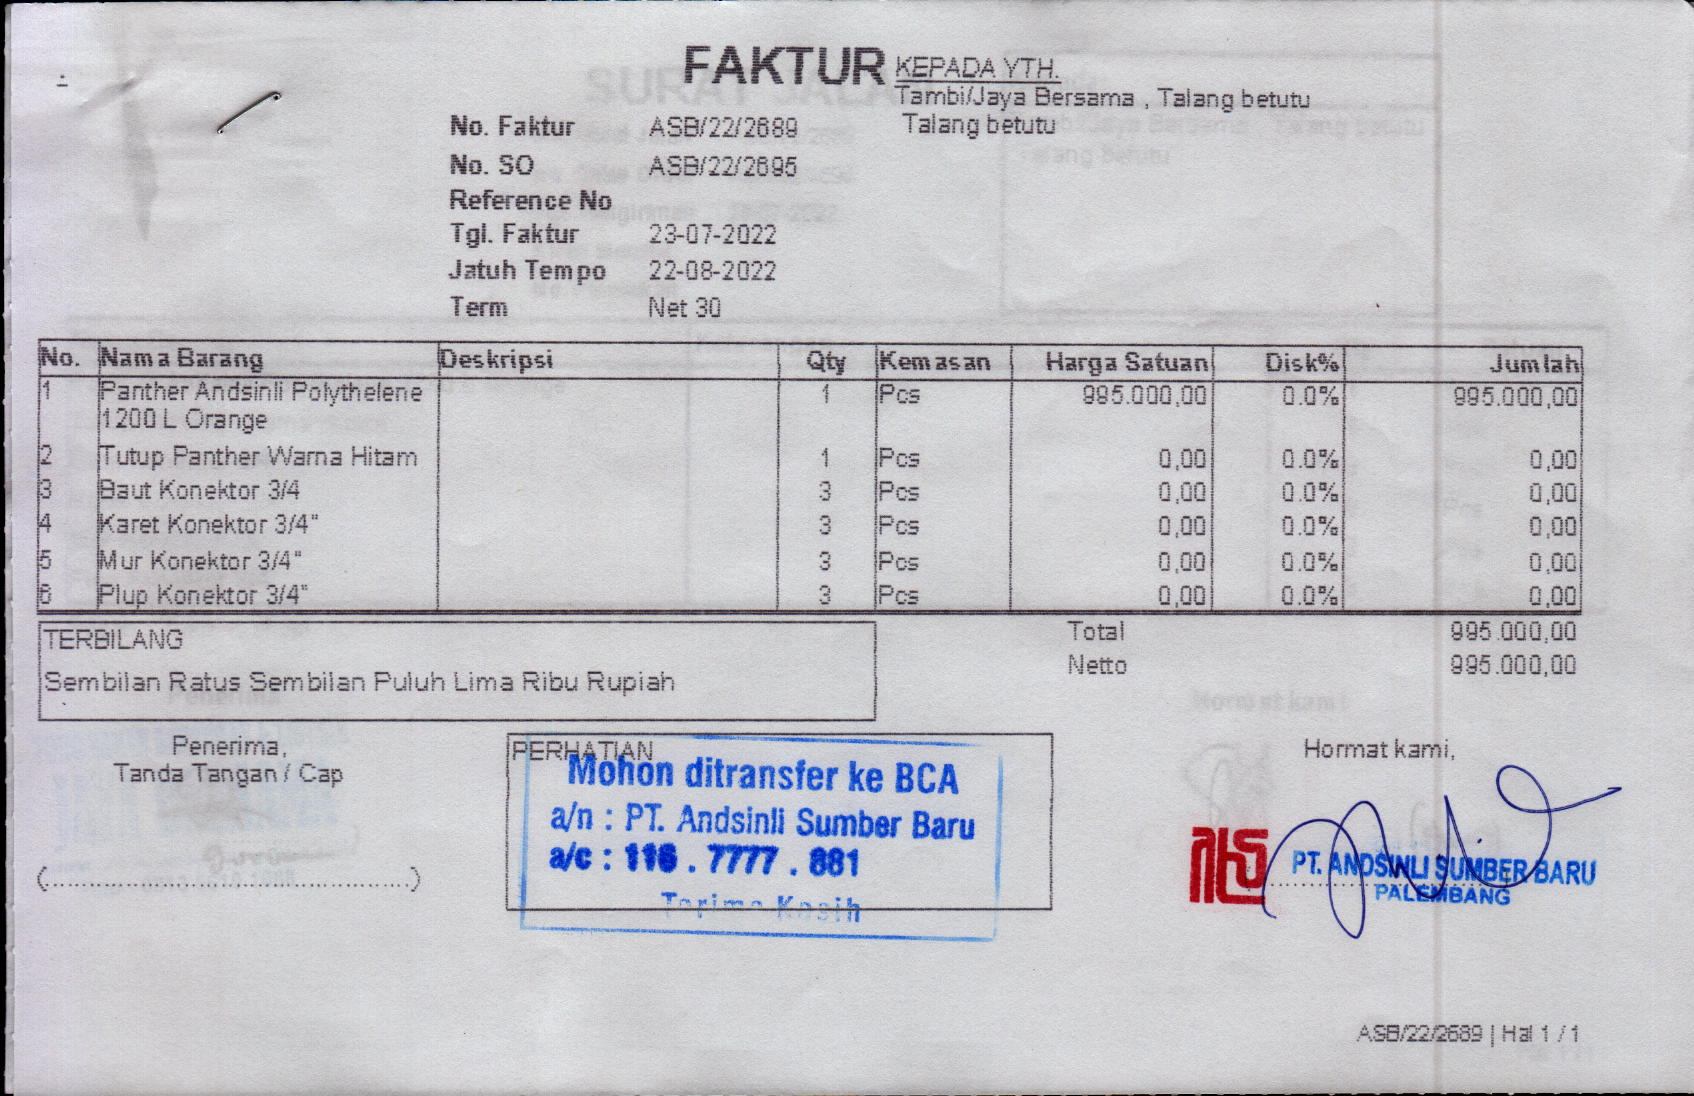 FAKTUR
KEPADA YTH.
Tambi/Jaya Bersama , Talang betutu
Talang betutu
No. Faktur ASB/22/2689
No. SO ASB/22/2695
Reference No
Tgl. Faktur 23-07-2022
Jatuh Tempo 22-08-2022
Term Net 30
No. Nama Barang Deskripsi Qty Kemasan Harga Satuan Disk% Jumlah
1 Panther Andsinli Polythelene 1 Pcs 995.000,00 0.0% 995.000,00
1200 L Orange
2 Tutup Panther Warna Hitam 1 Pcs 0,00 0.0% 0,00
3 Baut Konektor 3/4 3 Pcs 0,00 0.0% 0,00
4 Karet Konektor 3/4" 3 Pcs 0,00 0.0% 0,00
5 Mur Konektor 3/4" 3 Pcs 0,00 0.0% 0,00
6 Plup Konektor 3/4" 3 Pcs 0,00 0.0% 0,00
Total 995.000,00
Netto 995.000,00
TERBILANG
Sembilan Ratus Sembilan Puluh Lima Ribu Rupiah
Penerima,
Tanda Tangan / Cap
(..........................................)
PERHATIAN
Mohon ditransfer ke BCA
a/n : PT. Andsinli Sumber Baru
a/c : 116 . 7777 . 881
Terima Kasih
Hormat kami,
PT. ANDSINLI SUMBER BARU
PALEMBANG
ASB/22/2689 | Hal 1 / 1